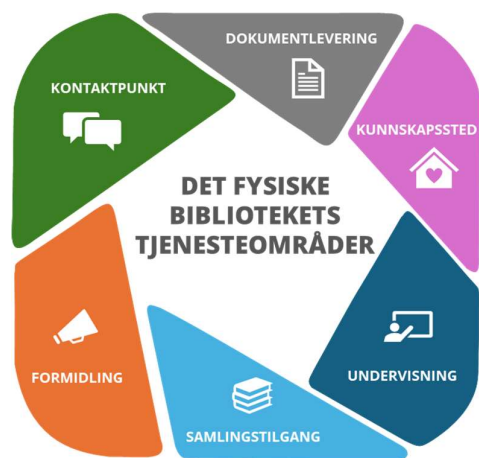 DOKUMENTLEVERING
KONTAKTPUNKT
KUNNSKAPSSTED
DET FYSISKE
BIBLIOTEKETS
TJENESTEOMRÅDER
FORMIDLING
UNDERVISNING
SAMLINGSTILGANG